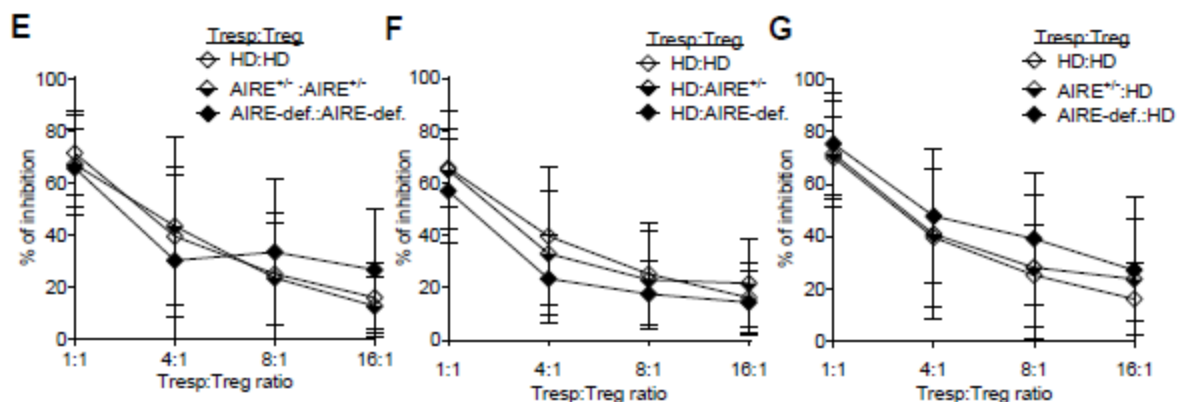 E
Tresp:Treg
HD:HD
AIRE+/- :AIRE+/-
AIRE-def.:AIRE-def.
% of inhibition
100
80
60
40
20
0
1:1 4:1 8:1 16:1
Tresp:Treg ratio
F
Tresp:Treg
HD:HD
HD:AIRE+/-
HD:AIRE-def.
% of inhibition
100
80
60
40
20
0
1:1 4:1 8:1 16:1
Tresp:Treg ratio
G
Tresp:Treg
HD:HD
AIRE+/-:HD
AIRE-def.:HD
% of inhibition
100
80
60
40
20
0
1:1 4:1 8:1 16:1
Tresp:Treg ratio